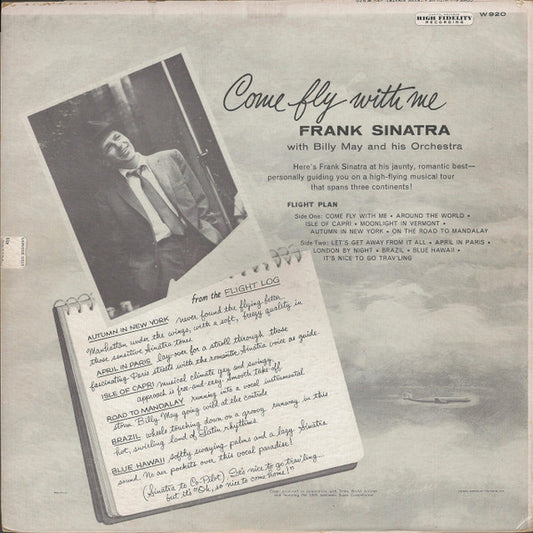 HIGH FIDELITY
RECORDING
W920
Come fly with me
FRANK SINATRA
with Billy May and his Orchestra
Here's Frank Sinatra at his jaunty, romantic best—
personally guiding you on a high-flying musical tour
that spans three continents!
FLIGHT PLAN
Side One: COME FLY WITH ME • AROUND THE WORLD •
ISLE OF CAPRI • MOONLIGHT IN VERMONT •
AUTUMN IN NEW YORK • ON THE ROAD TO MANDALAY
Side Two: LET'S GET AWAY FROM IT ALL • APRIL IN PARIS •
LONDON BY NIGHT • BRAZIL • BLUE HAWAII •
IT'S NICE TO GO TRAV'LING
from the FLIGHT LOG
AUTUMN IN NEW YORK never found the flying better.
Manhattan under the wings, with a soft, breezy quality in
those sensitive Sinatra tones
APRIL IN PARIS lay-over for a stroll through those
fascinating Paris streets with the romantic Sinatra voice as guide.
ISLE OF CAPRI musical climate gay and swingy,
approach is free-and-easy. Smooth take-off
ROAD TO MANDALAY running into a vocal instrumental
storm Billy May going wild at the controls
BRAZIL wheels touching down on a groovy runway in this
hot, swirling land of Latin rhythms.
BLUE HAWAII softly swaying palms and a lazy Sinatra
sound. No air pockets over this vocal paradise!
(Sinatra to Co-Pilot) It's nice to go trav'ling...
but it's "Oh, so nice to come home!"